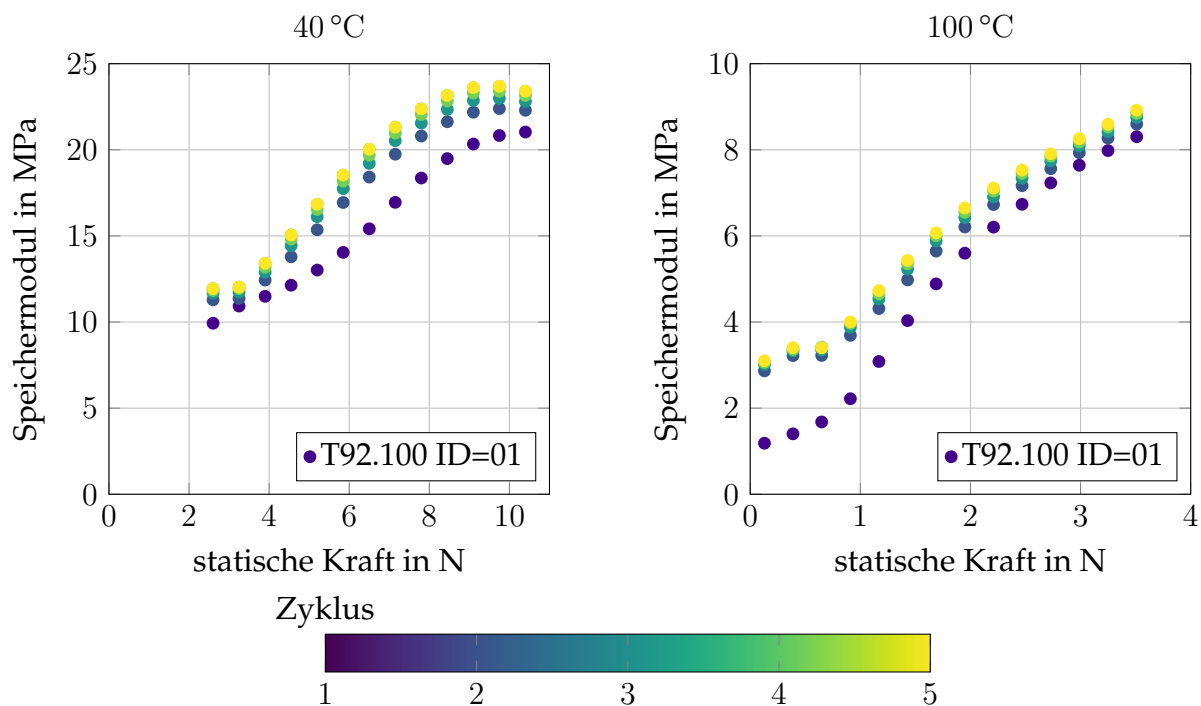 40 °C
25
20
15
10
5
0
0 2 4 6 8 10
Speichermodul in MPa
statische Kraft in N
T92.100 ID=01
100 °C
10
8
6
4
2
0
0 1 2 3 4
Speichermodul in MPa
statische Kraft in N
T92.100 ID=01
Zyklus
1 2 3 4 5